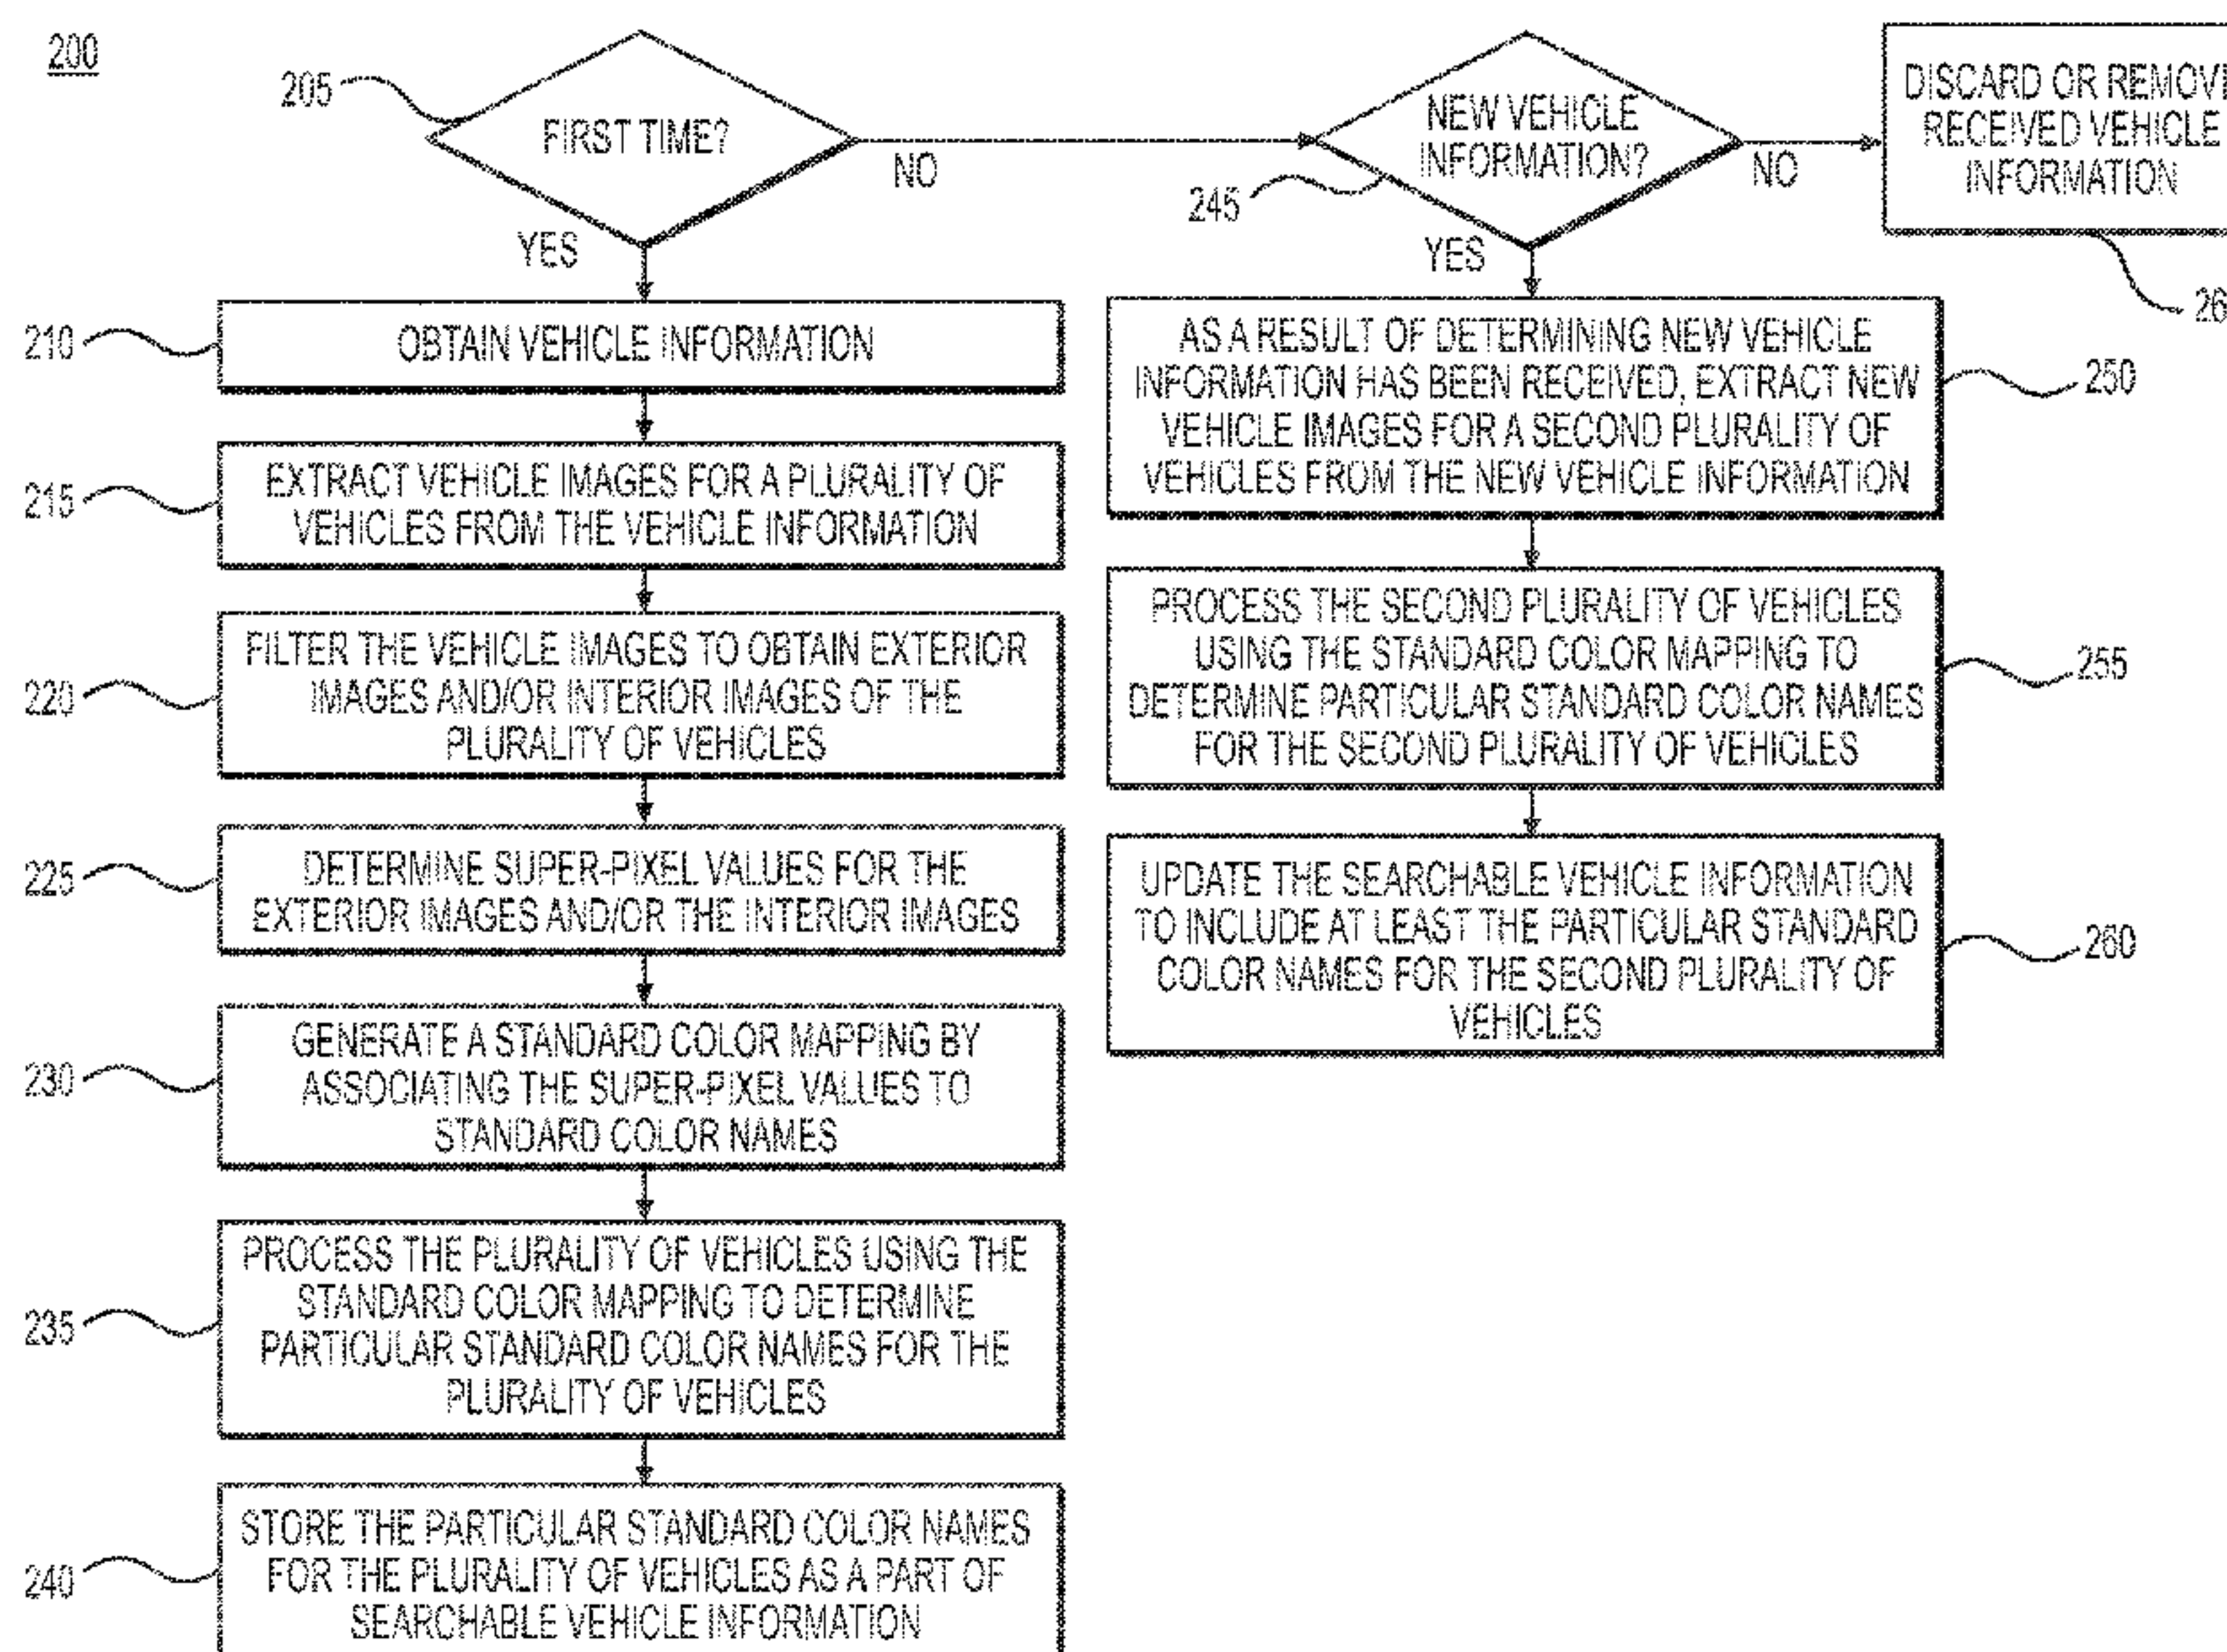 200
205
FIRST TIME?
NO
YES
210
OBTAIN VEHICLE INFORMATION
215
EXTRACT VEHICLE IMAGES FOR A PLURALITY OF
VEHICLES FROM THE VEHICLE INFORMATION
220
FILTER THE VEHICLE IMAGES TO OBTAIN EXTERIOR
IMAGES AND/OR INTERIOR IMAGES OF THE
PLURALITY OF VEHICLES
225
DETERMINE SUPER-PIXEL VALUES FOR THE
EXTERIOR IMAGES AND/OR THE INTERIOR IMAGES
230
GENERATE A STANDARD COLOR MAPPING BY
ASSOCIATING THE SUPER-PIXEL VALUES TO
STANDARD COLOR NAMES
235
PROCESS THE PLURALITY OF VEHICLES USING THE
STANDARD COLOR MAPPING TO DETERMINE
PARTICULAR STANDARD COLOR NAMES FOR THE
PLURALITY OF VEHICLES
240
STORE THE PARTICULAR STANDARD COLOR NAMES
FOR THE PLURALITY OF VEHICLES AS A PART OF
SEARCHABLE VEHICLE INFORMATION
245
NEW VEHICLE
INFORMATION?
NO
YES
250
AS A RESULT OF DETERMINING NEW VEHICLE
INFORMATION HAS BEEN RECEIVED, EXTRACT NEW
VEHICLE IMAGES FOR A SECOND PLURALITY OF
VEHICLES FROM THE NEW VEHICLE INFORMATION
255
PROCESS THE SECOND PLURALITY OF VEHICLES
USING THE STANDARD COLOR MAPPING TO
DETERMINE PARTICULAR STANDARD COLOR NAMES
FOR THE SECOND PLURALITY OF VEHICLES
260
UPDATE THE SEARCHABLE VEHICLE INFORMATION
TO INCLUDE AT LEAST THE PARTICULAR STANDARD
COLOR NAMES FOR THE SECOND PLURALITY OF
VEHICLES
DISCARD OR
RECEIVED VEHICLE
INFORMATION